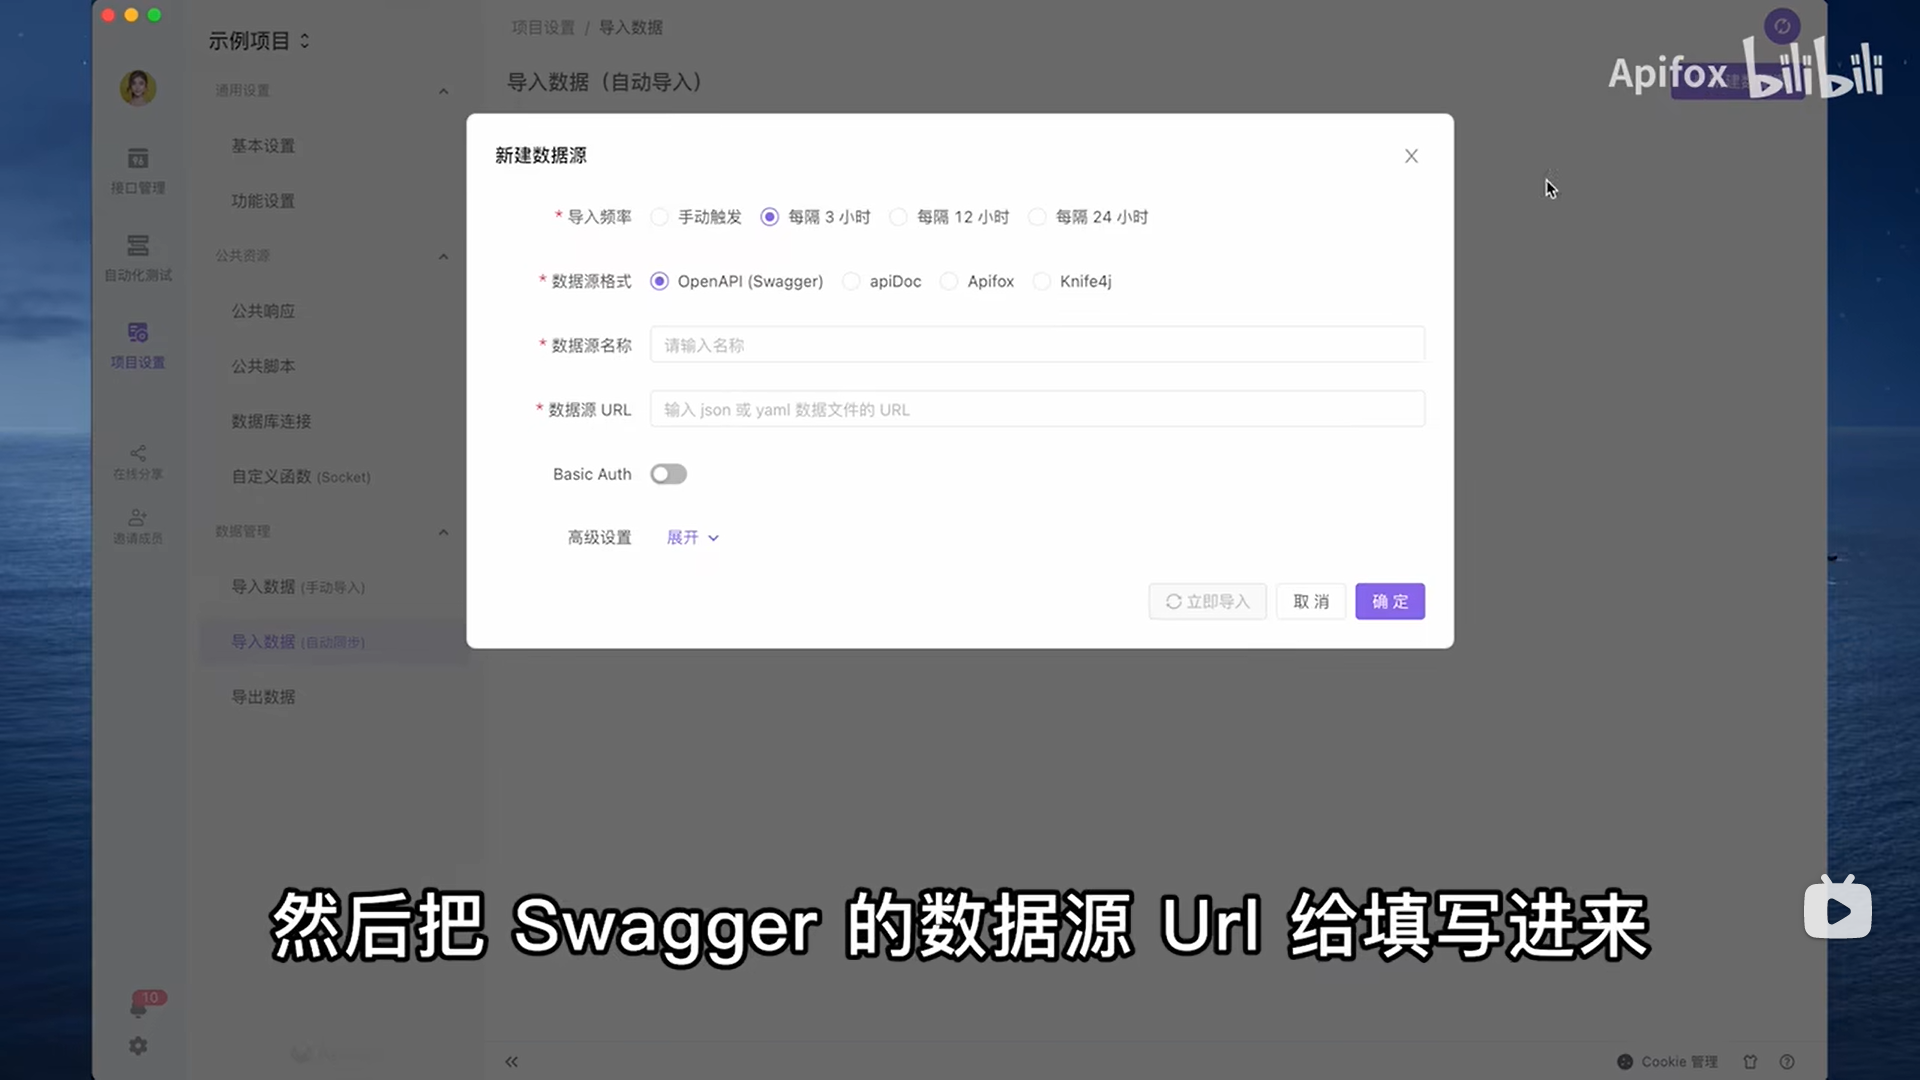 示例项目
项目设置 / 导入数据
导入数据（自动导入）
Apifox bilibili
通用设置
基本设置
功能设置
公共资源
公共响应
公共脚本
数据库连接
自定义函数 (Socket)
数据管理
导入数据 (手动导入)
导入数据 (自动同步)
导出数据
接口管理
自动化测试
项目设置
在线分享
邀请成员
10
新建数据源
* 导入频率 手动触发 每隔 3 小时 每隔 12 小时 每隔 24 小时
* 数据源格式 OpenAPI (Swagger) apiDoc Apifox Knife4j
* 数据源名称 请输入名称
* 数据源 URL 输入 json 或 yaml 数据文件的 URL
Basic Auth
高级设置 展开
立即导入 取 消 确 定
然后把 Swagger 的数据源 Url 给填写进来
Cookie 管理